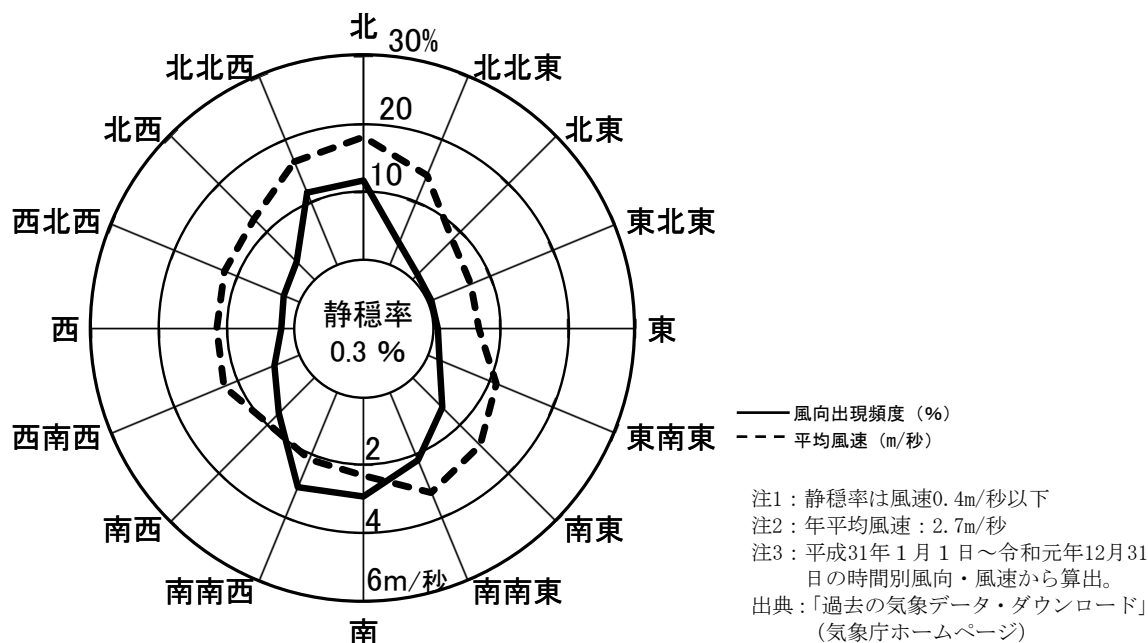 北
30%
北北西
北北東
20
北西
北東
10
西北西
東北東
静穏率
0.3 %
西
東
西南西
東南東
2
南西
南東
4
南南西
6m/秒
南南東
南
風向出現頻度（%）
平均風速（m/秒）
注1：静穏率は風速0.4m/秒以下
注2：年平均風速：2.7m/秒
注3：平成31年１月１日～令和元年12月31
日の時間別風向・風速から算出。
出典：「過去の気象データ・ダウンロード」
（気象庁ホームページ）